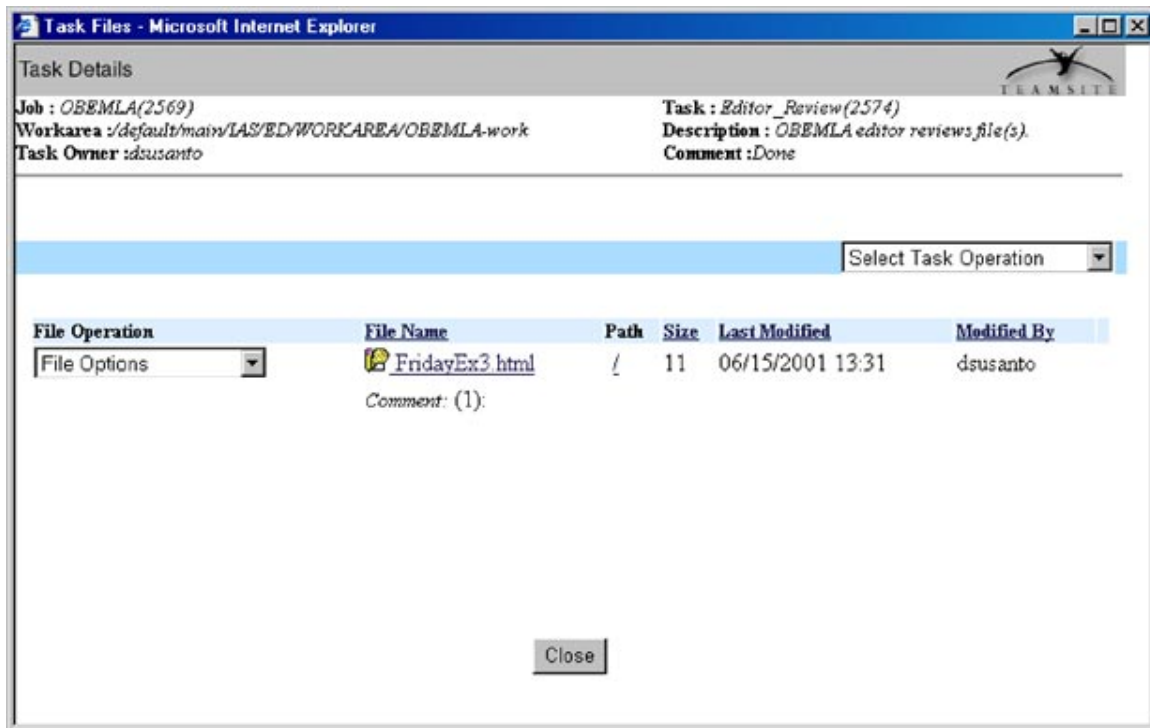 Task Files - Microsoft Internet Explorer
Task Details
TEAMSITE
Job : OBEMLA(2569)
Task : Editor_Review(2574)
Workarea :/default/main/IAS/ED/WORKAREA/OBEMLA-work
Description : OBEMLA editor reviews file(s).
Task Owner :dsusanto
Comment :Done
Select Task Operation
File Operation File Name Path Size Last Modified Modified By
File Options FridayEx3.html / 11 06/15/2001 13:31 dsusanto
Comment: (1):
Close